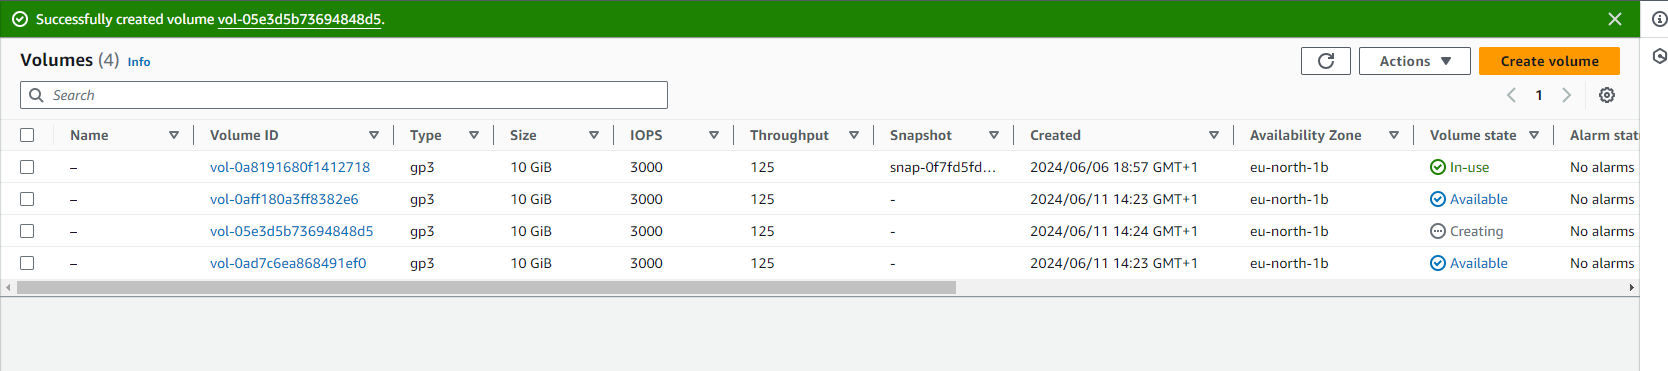 Successfully created volume vol-05e3d5b73694848d5.
Volumes (4) Info
Actions
Create volume
Search
1
Name Volume ID Type Size IOPS Throughput Snapshot Created Availability Zone Volume state Alarm stat
– vol-0a8191680f1412718 gp3 10 GiB 3000 125 snap-0f7fd5fd... 2024/06/06 18:57 GMT+1 eu-north-1b In-use No alarms
– vol-0aff180a3ff8382e6 gp3 10 GiB 3000 125 - 2024/06/11 14:23 GMT+1 eu-north-1b Available No alarms
– vol-05e3d5b73694848d5 gp3 10 GiB 3000 125 - 2024/06/11 14:24 GMT+1 eu-north-1b Creating No alarms
– vol-0ad7c6ea868491ef0 gp3 10 GiB 3000 125 - 2024/06/11 14:23 GMT+1 eu-north-1b Available No alarms